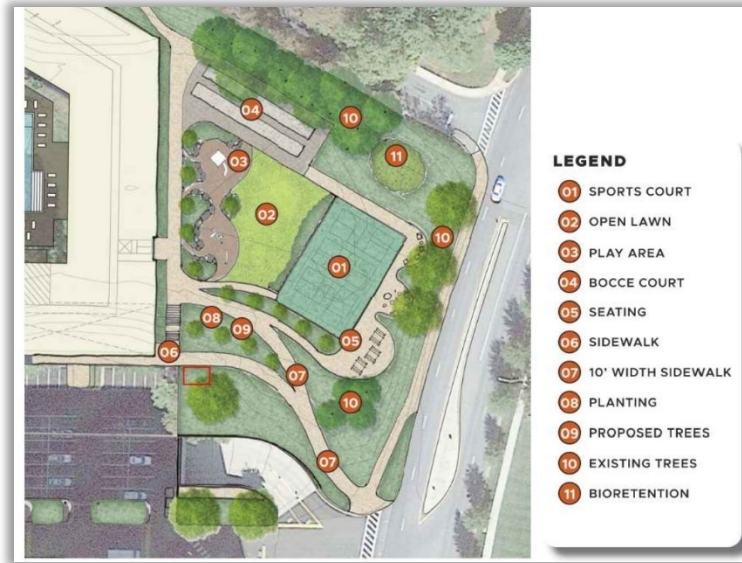 04
10
11
03
02
01
10
08
09
05
06
07
10
07
LEGEND
01 SPORTS COURT
02 OPEN LAWN
03 PLAY AREA
04 BOCCE COURT
05 SEATING
06 SIDEWALK
07 10' WIDTH SIDEWALK
08 PLANTING
09 PROPOSED TREES
10 EXISTING TREES
11 BIORETENTION